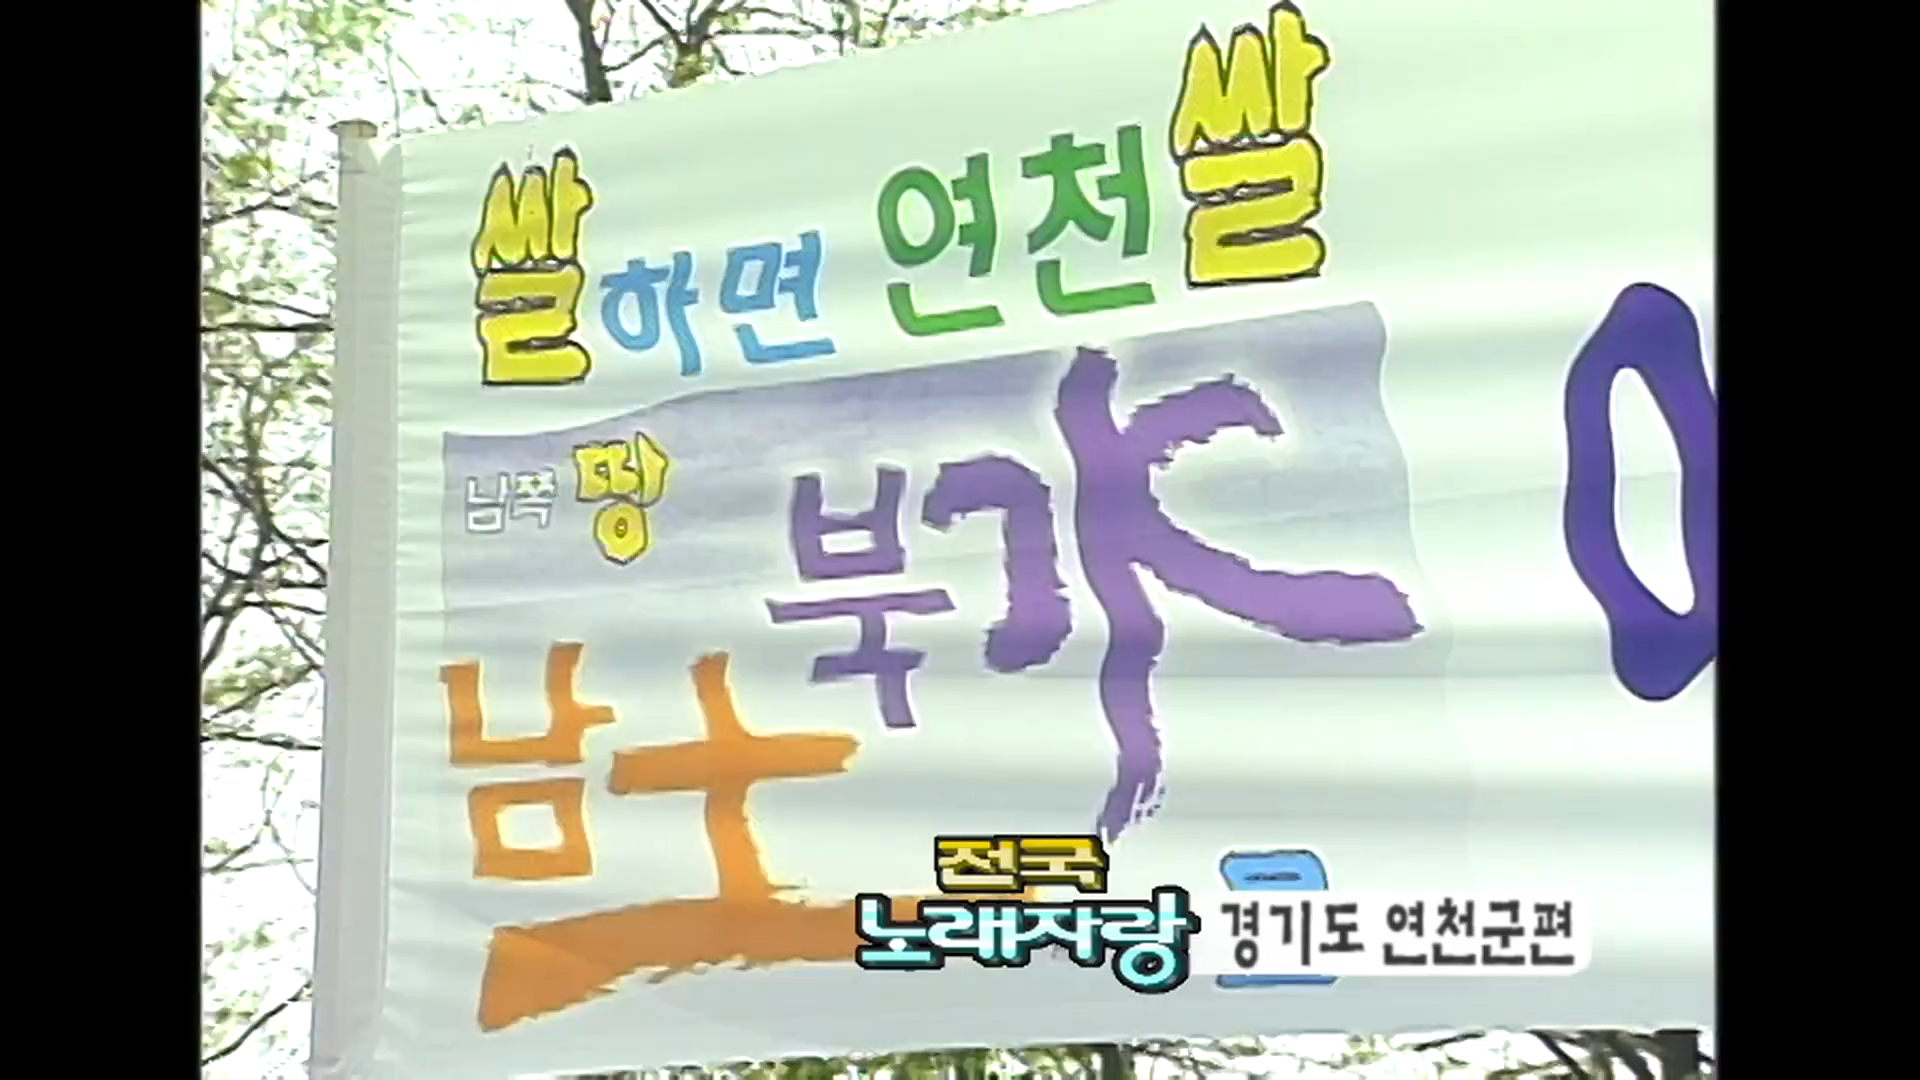 쌀하면 연천쌀
남쪽 땅
북水
남土
전국
노래자랑 경기도 연천군편